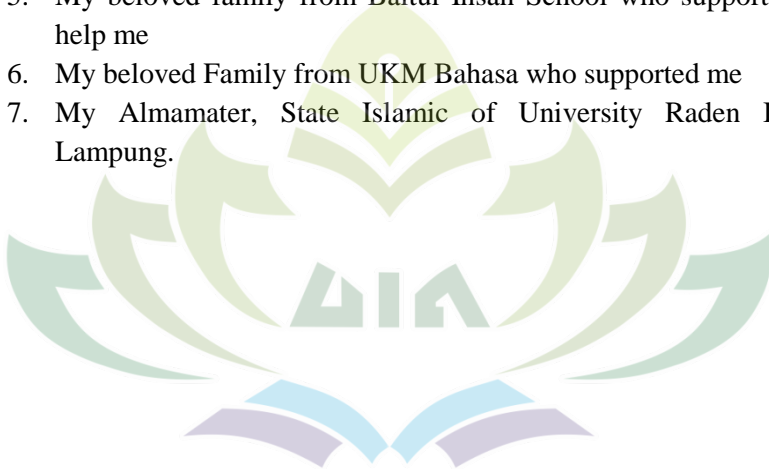 My beloved family from Baitul Insan School who support
help me
6. My beloved Family from UKM Bahasa who supported me
7. My Almamater, State Islamic of University Raden
Lampung.
UIN